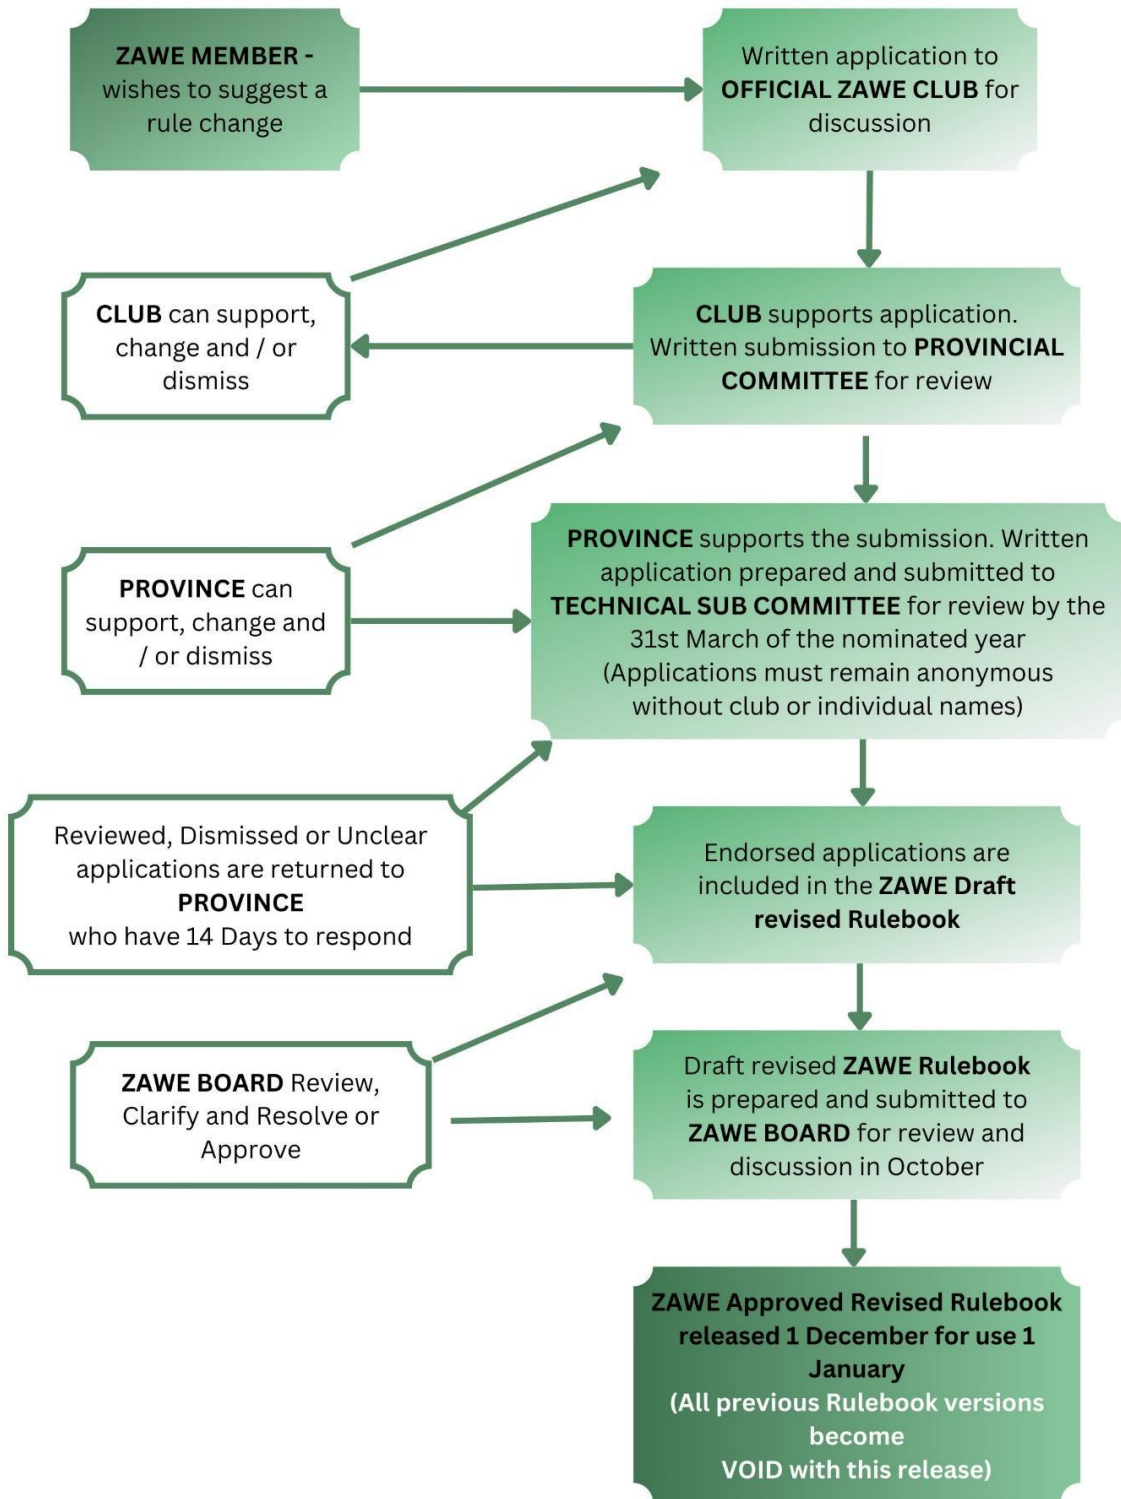 ZAWE MEMBER -
wishes to suggest a
rule change
Written application to
OFFICIAL ZAWE CLUB for
discussion
CLUB can support,
change and / or
dismiss
CLUB supports application.
Written submission to PROVINCIAL
COMMITTEE for review
PROVINCE can
support, change and
/ or dismiss
PROVINCE supports the submission. Written
application prepared and submitted to
TECHNICAL SUB COMMITTEE for review by the
31st March of the nominated year
(Applications must remain anonymous
without club or individual names)
Reviewed, Dismissed or Unclear
applications are returned to
PROVINCE
who have 14 Days to respond
Endorsed applications are
included in the ZAWE Draft
revised Rulebook
ZAWE BOARD Review,
Clarify and Resolve or
Approve
Draft revised ZAWE Rulebook
is prepared and submitted to
ZAWE BOARD for review and
discussion in October
ZAWE Approved Revised Rulebook
released 1 December for use 1
January
(All previous Rulebook versions
become
VOID with this release)